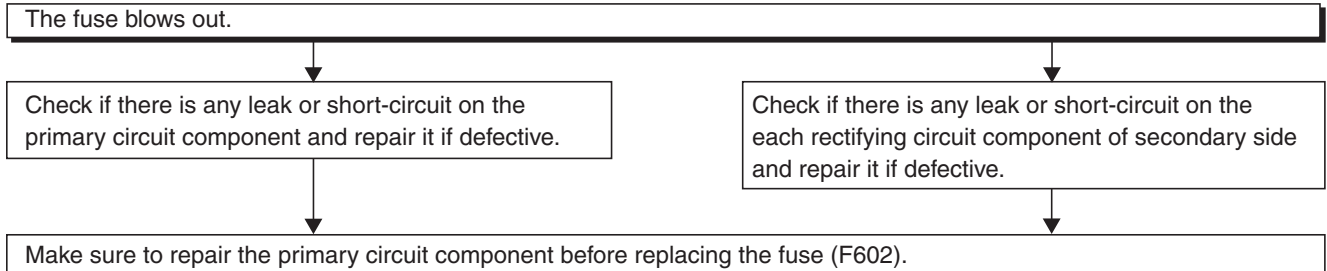 The fuse blows out.
Check if there is any leak or short-circuit on the
primary circuit component and repair it if defective.
Check if there is any leak or short-circuit on the
each rectifying circuit component of secondary side
and repair it if defective.
Make sure to repair the primary circuit component before replacing the fuse (F602).